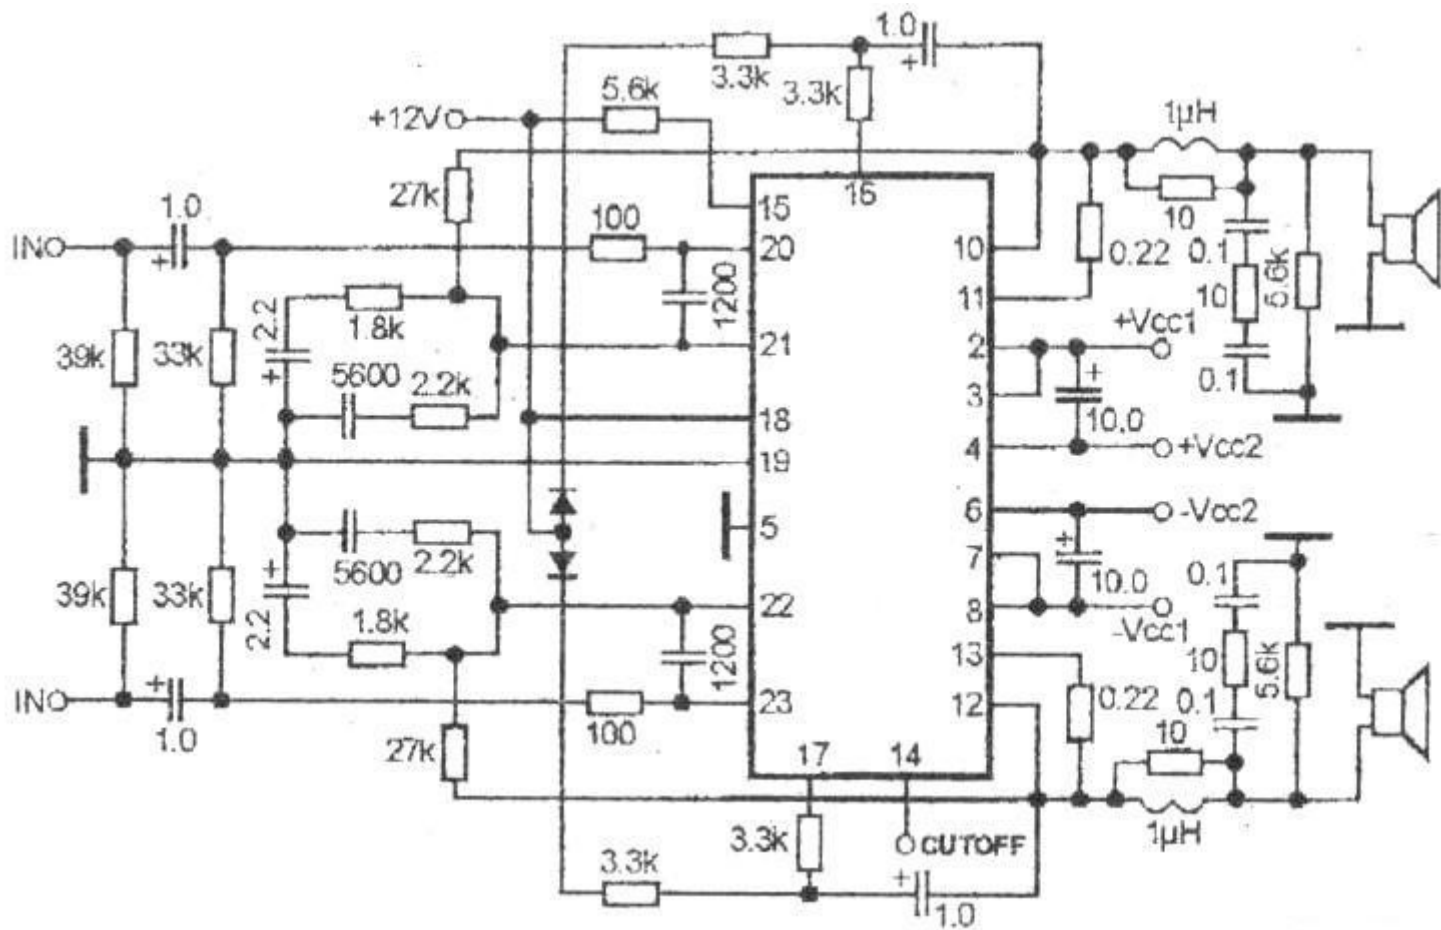 1.0
3.3k
3.3k
5.6k
+12V
1µH
27k
16
1.0
15
10
100
IN
20
10
0.1
0.22
5.6k
1200
11
10
2.2
1.8k
+Vcc1
39k
33k
21
2
0.1
5600
2.2k
3
10,0
18
19
4
+Vcc2
5
6
-Vcc2
2.2k
7
5600
10.0
0.1
39k
33k
22
8
2.2
1.8k
-Vcc1
1200
13
10
5.6k
IN
23
12
0.22
0.1
1.0
100
10
27k
17
14
3.3k
CUTOFF
1µH
3.3k
1.0